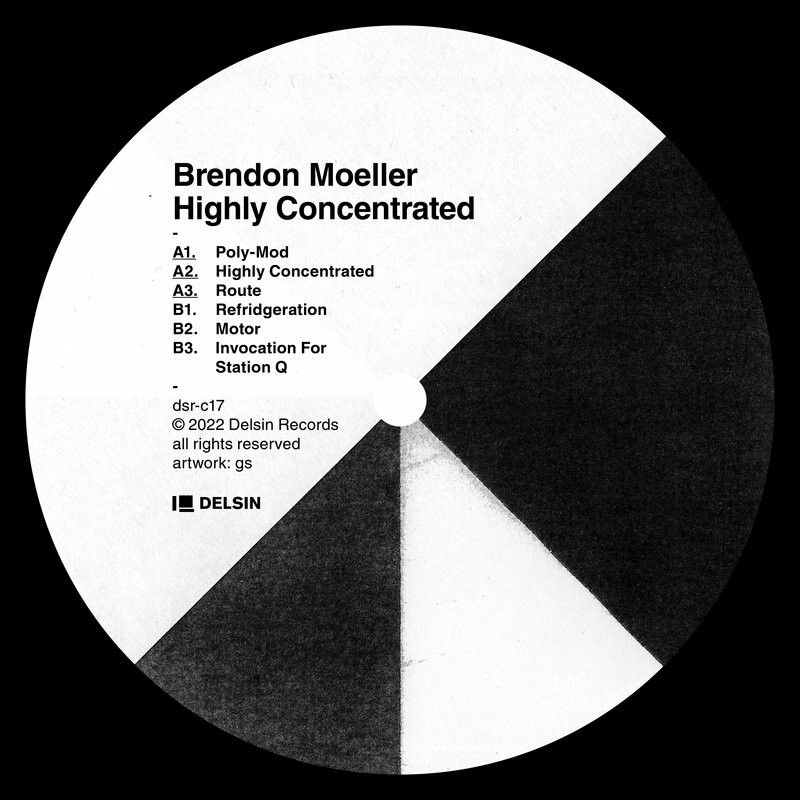 Brendon Moeller
Highly Concentrated
-
A1. Poly-Mod
A2. Highly Concentrated
A3. Route
B1. Refridgeration
B2. Motor
B3. Invocation For
Station Q
-
dsr-c17
© 2022 Delsin Records
all rights reserved
artwork: gs
DELSIN